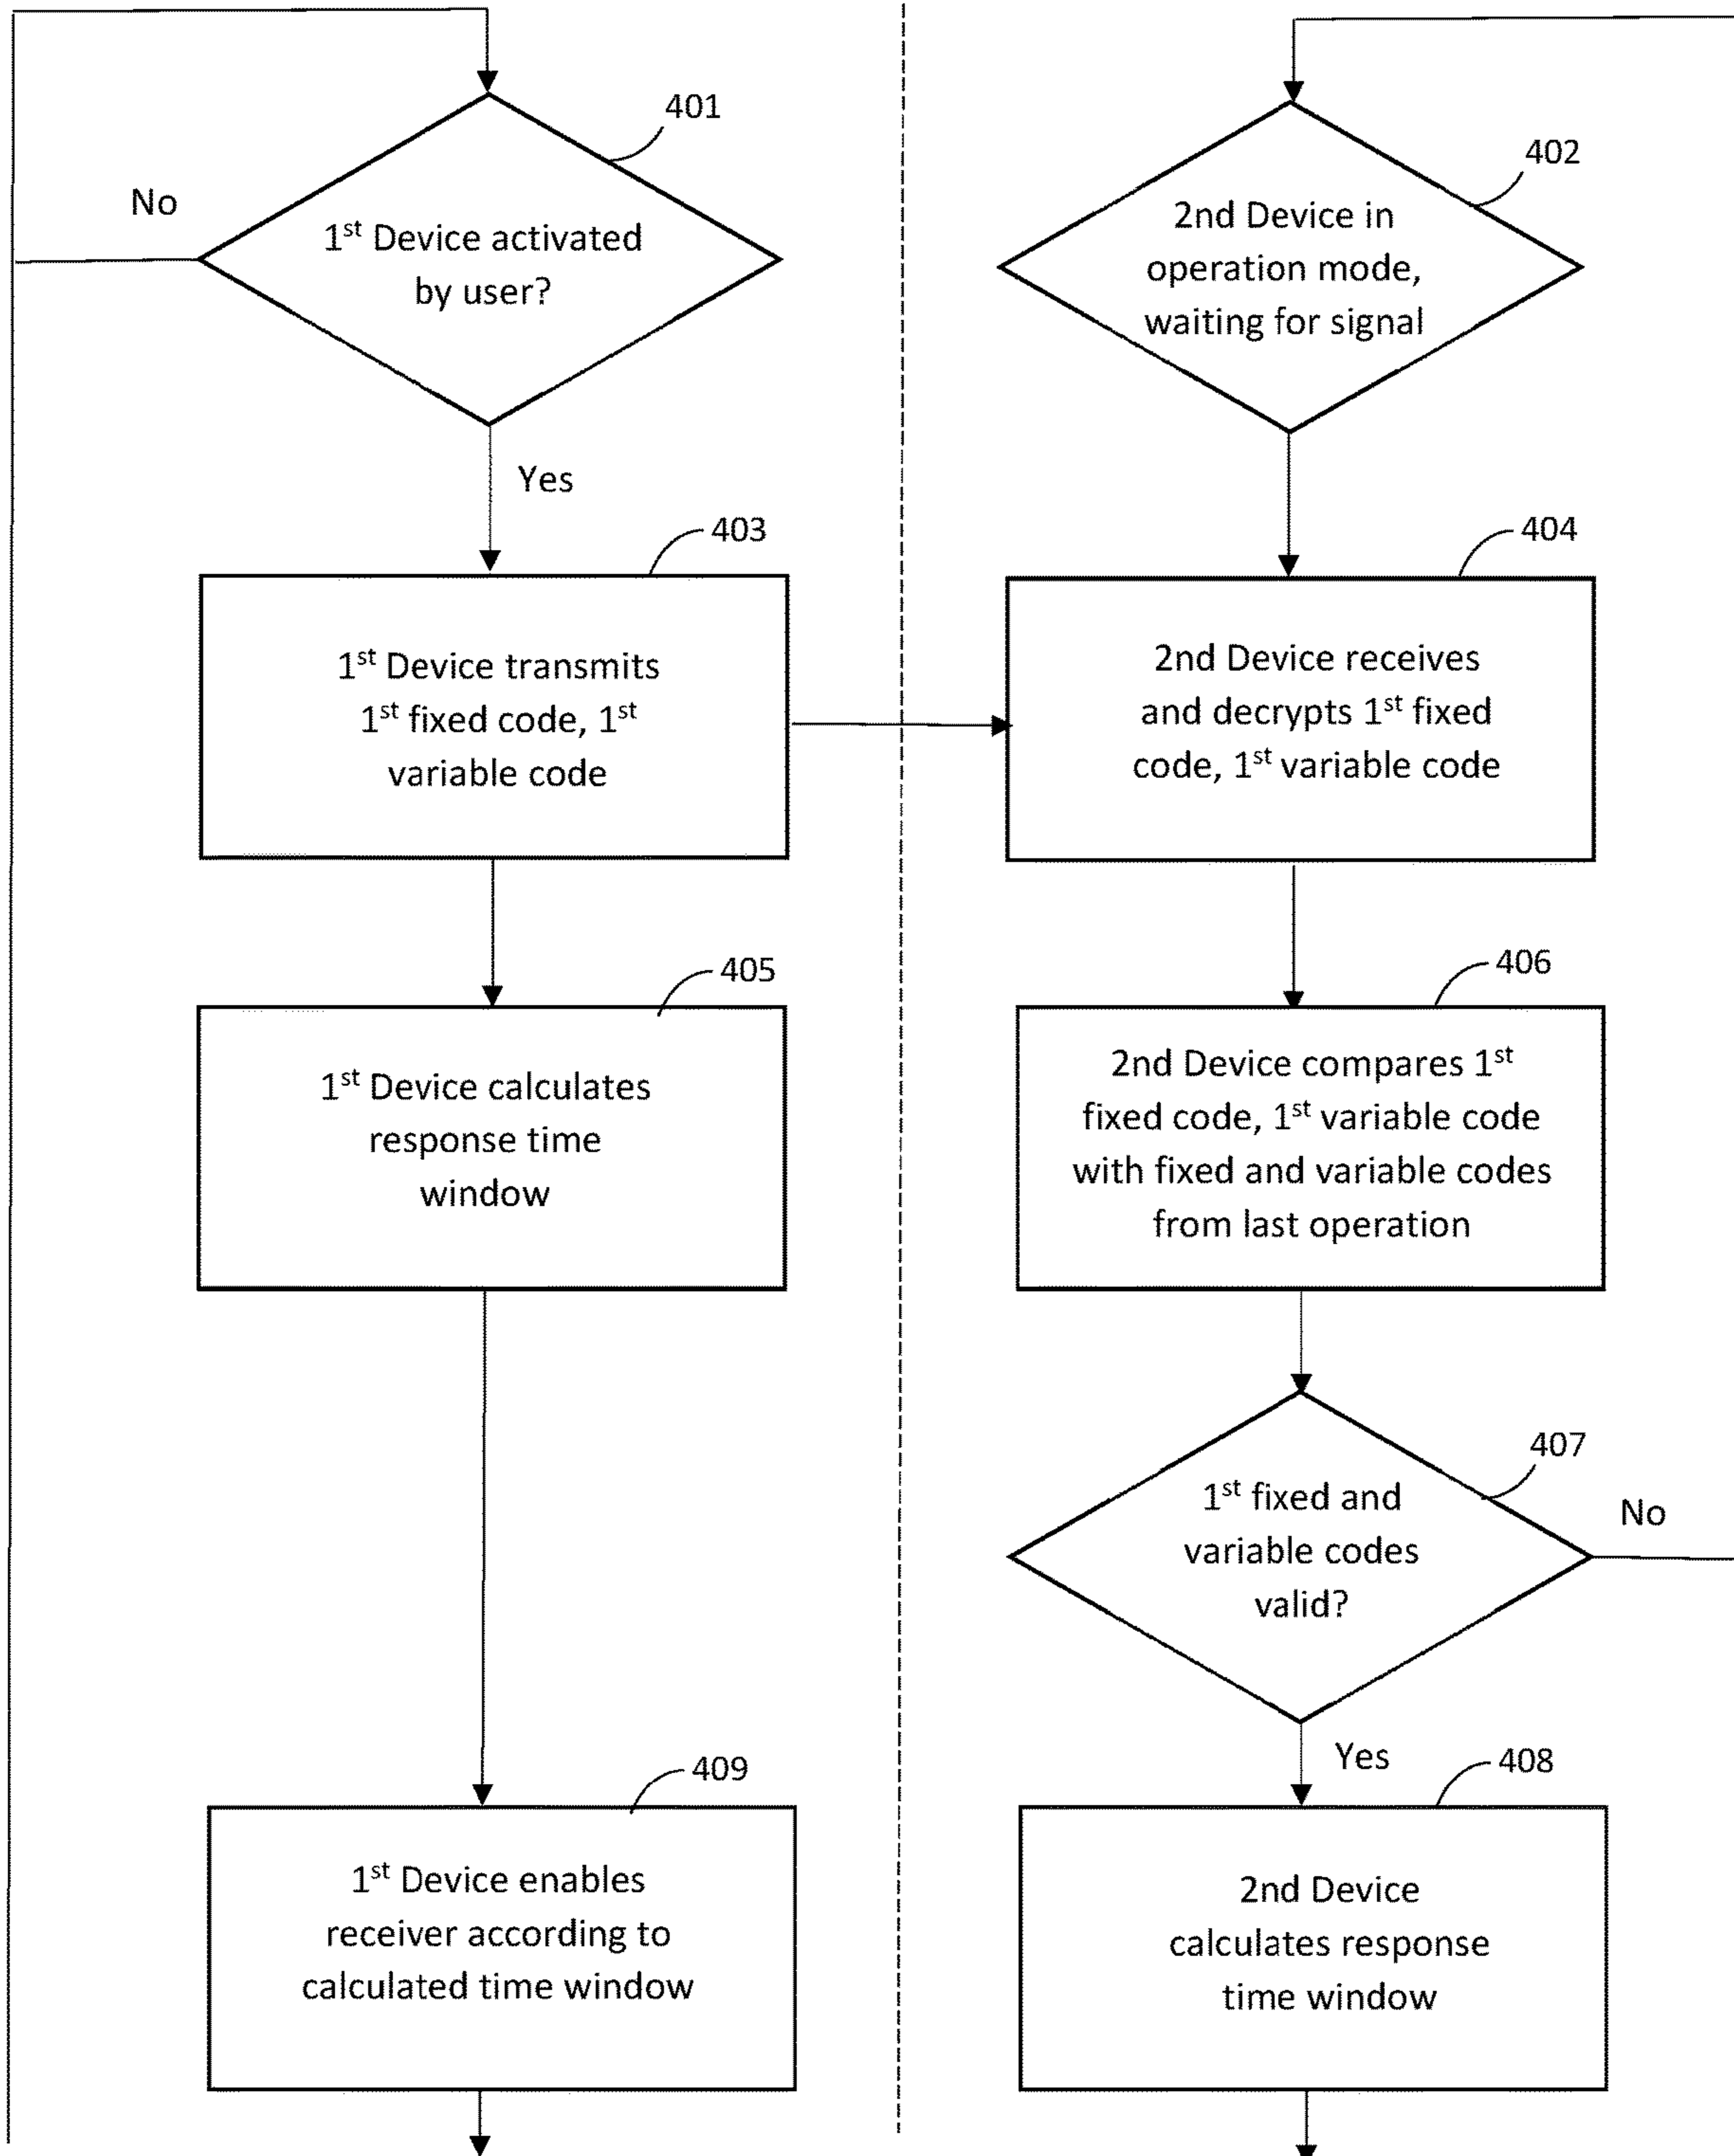 401
No
1st Device activated
by user?
Yes
402
2nd Device in
operation mode,
waiting for signal
403
1st Device transmits
1st fixed code, 1st
variable code
404
2nd Device receives
and decrypts 1st fixed
code, 1st variable code
405
1st Device calculates
response time
window
406
2nd Device compares 1st
fixed code, 1st variable code
with fixed and variable codes
from last operation
407
1st fixed and
variable codes
valid?
No
Yes
409
1st Device enables
receiver according to
calculated time window
408
2nd Device
calculates response
time window